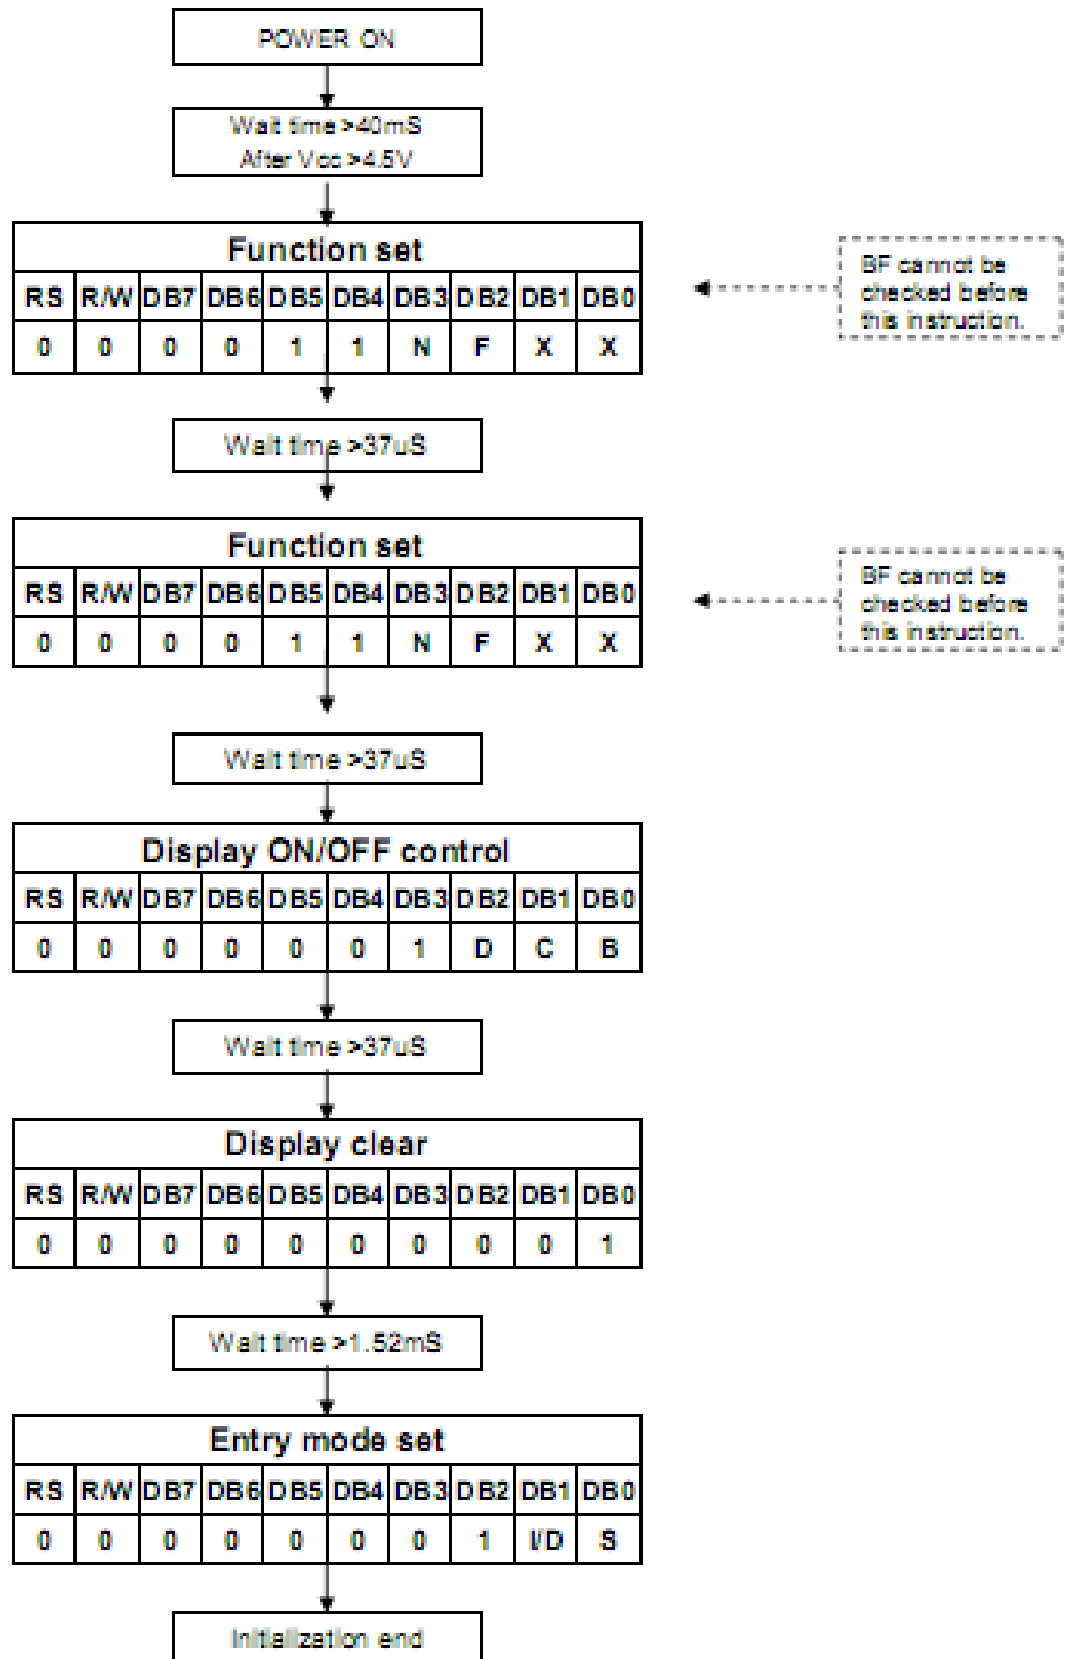 POWER ON
Wait time >40mS
After Vcc >4.5V
Function set
RS R/W DB7 DB6 DB5 DB4 DB3 DB2 DB1 DB0
0 0 0 0 1 1 N F X X
BF cannot be
checked before
this instruction.
Wait time >37uS
Function set
RS R/W DB7 DB6 DB5 DB4 DB3 DB2 DB1 DB0
0 0 0 0 1 1 N F X X
BF cannot be
checked before
this instruction.
Wait time >37uS
Display ON/OFF control
RS R/W DB7 DB6 DB5 DB4 DB3 DB2 DB1 DB0
0 0 0 0 0 0 1 D C B
Wait time >37uS
Display clear
RS R/W DB7 DB6 DB5 DB4 DB3 DB2 DB1 DB0
0 0 0 0 0 0 0 0 0 1
Wait time >1.52mS
Entry mode set
RS R/W DB7 DB6 DB5 DB4 DB3 DB2 DB1 DB0
0 0 0 0 0 0 0 1 I/D S
Initialization end